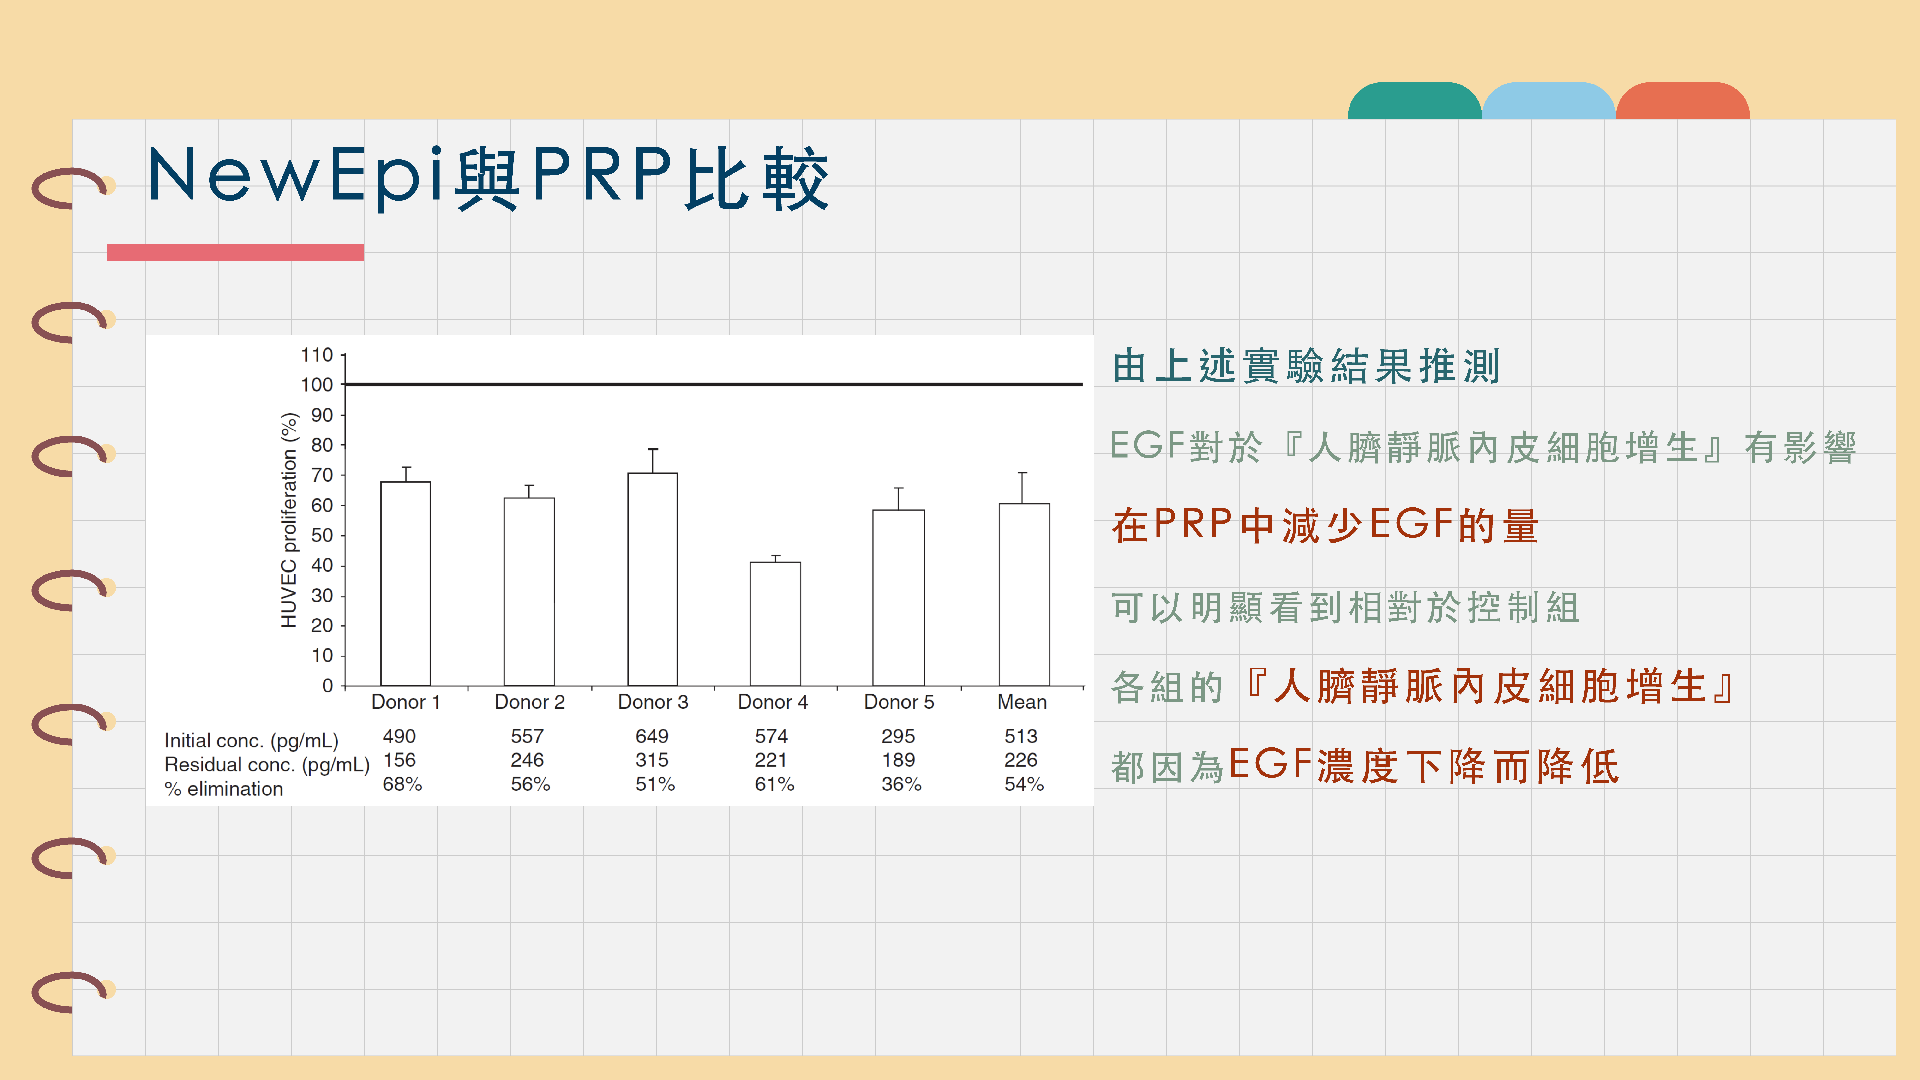 NewEpi與PRP比較
110
100
90
80
70
60
50
40
30
20
10
0
HUVEC proliferation (%)
Donor 1 Donor 2 Donor 3 Donor 4 Donor 5 Mean
Initial conc. (pg/mL) 490 557 649 574 295 513
Residual conc. (pg/mL) 156 246 315 221 189 226
% elimination 68% 56% 51% 61% 36% 54%
由上述實驗結果推測
EGF對於『人臍靜脈內皮細胞增生』有影響
在PRP中減少EGF的量
可以明顯看到相對於控制組
各組的『人臍靜脈內皮細胞增生』
都因為EGF濃度下降而降低